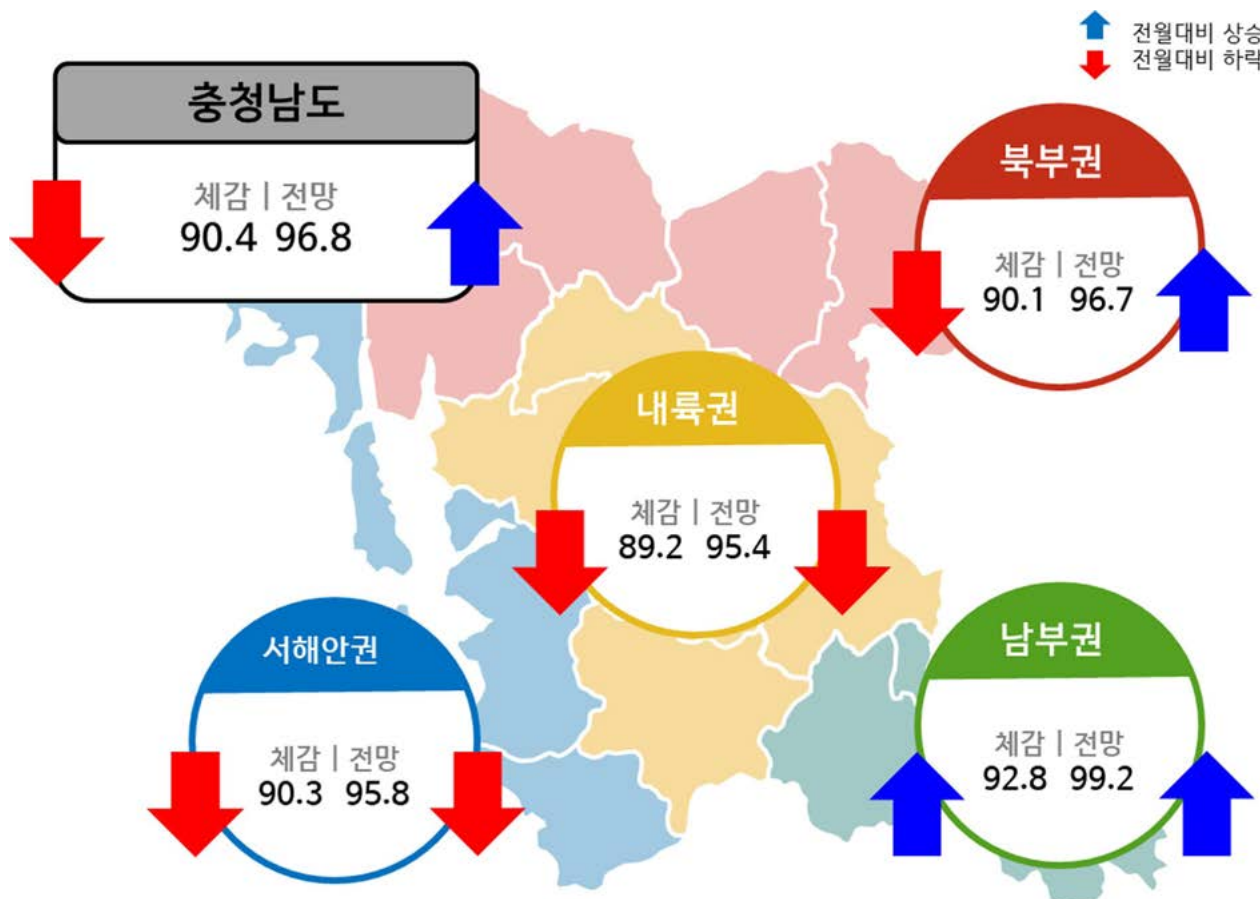 전월대비 상승
전월대비 하락
충청남도
체감 | 전망
90.4 96.8
북부권
체감 | 전망
90.1 96.7
내륙권
체감 | 전망
89.2 95.4
서해안권
체감 | 전망
90.3 95.8
남부권
체감 | 전망
92.8 99.2